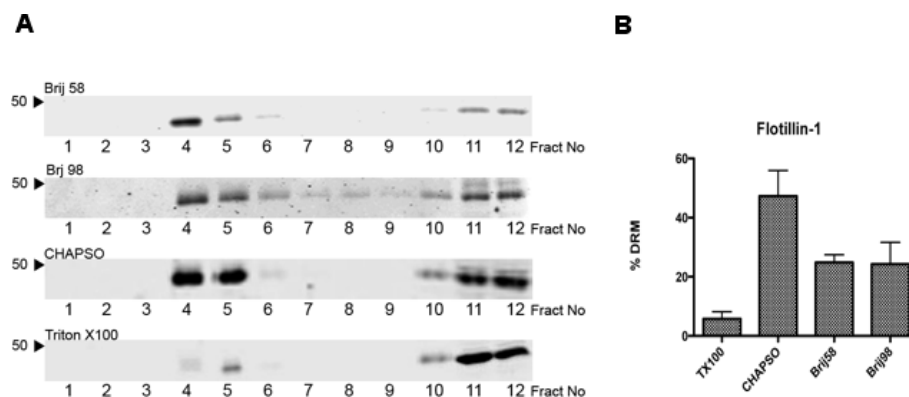 A
Brij 58
50
1 2 3 4 5 6 7 8 9 10 11 12 Fract No
Brj 98
50
1 2 3 4 5 6 7 8 9 10 11 12 Fract No
CHAPSO
50
1 2 3 4 5 6 7 8 9 10 11 12 Fract No
Triton X100
50
1 2 3 4 5 6 7 8 9 10 11 12 Fract No
B
Flotillin-1
% DRM
60
40
20
0
TX100
CHAPSO
Brij58
Brij98